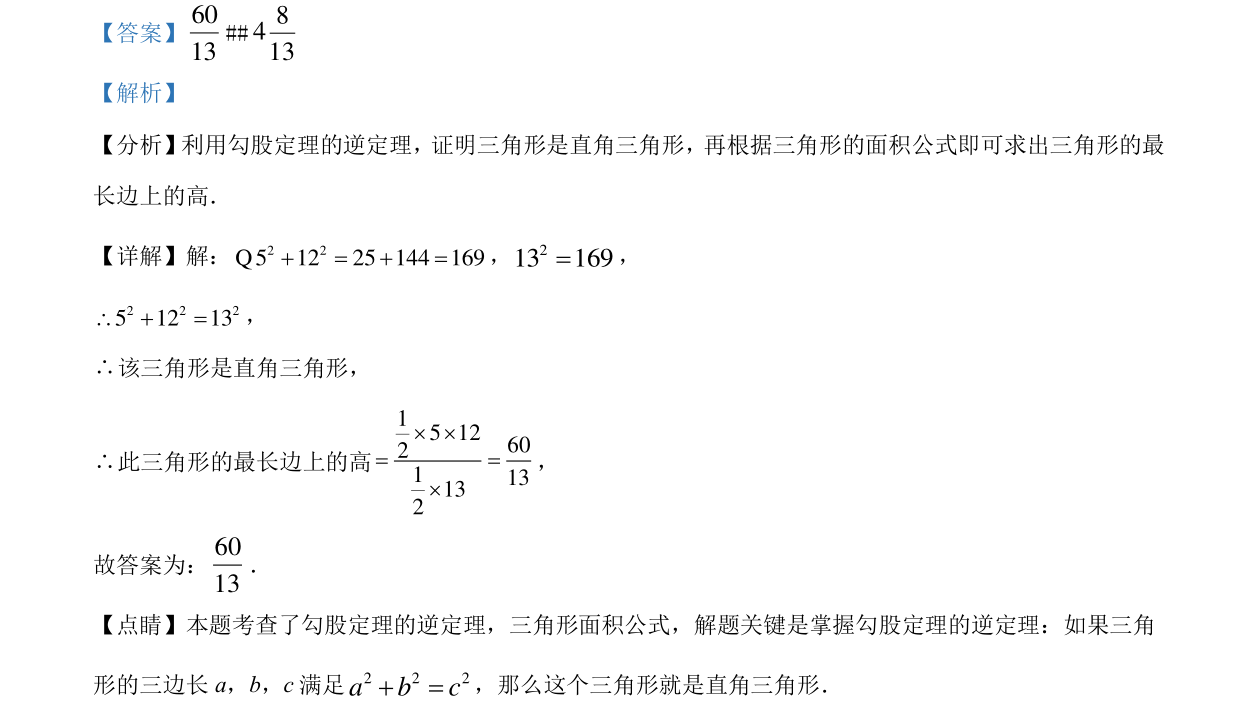 【答案】60/13 ##4 8/13
【解析】
【分析】利用勾股定理的逆定理，证明三角形是直角三角形，再根据三角形的面积公式即可求出三角形的最
长边上的高．
【详解】解：Q 5² + 12² = 25 + 144 = 169，13² = 169，
∴5² + 12² = 13²，
∴该三角形是直角三角形，
∴此三角形的最长边上的高 = (1/2 × 5 × 12)/(1/2 × 13) = 60/13，
故答案为：60/13．
【点睛】本题考查了勾股定理的逆定理，三角形面积公式，解题关键是掌握勾股定理的逆定理：如果三角
形的三边长 a，b，c 满足 a² + b² = c²，那么这个三角形就是直角三角形．